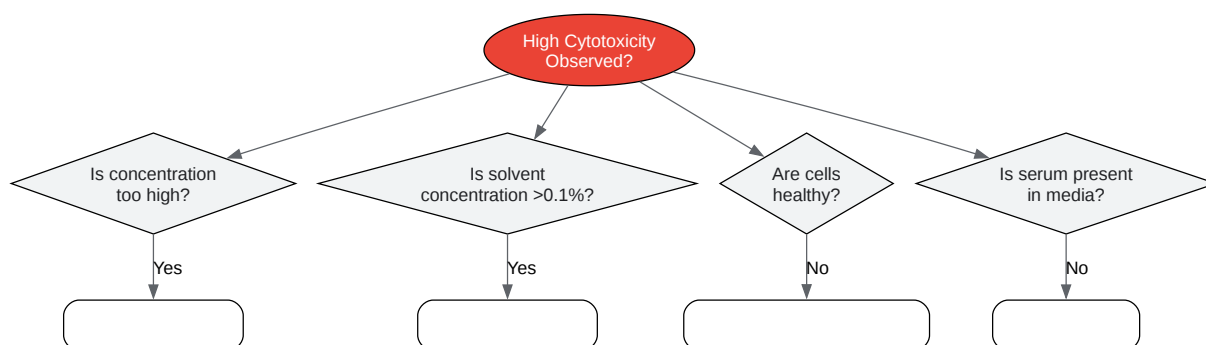 High Cytotoxicity
Observed?
Is concentration
too high?
Is solvent
concentration >0.1%?
Are cells
healthy?
Is serum present
in media?
Yes
Yes
No
No